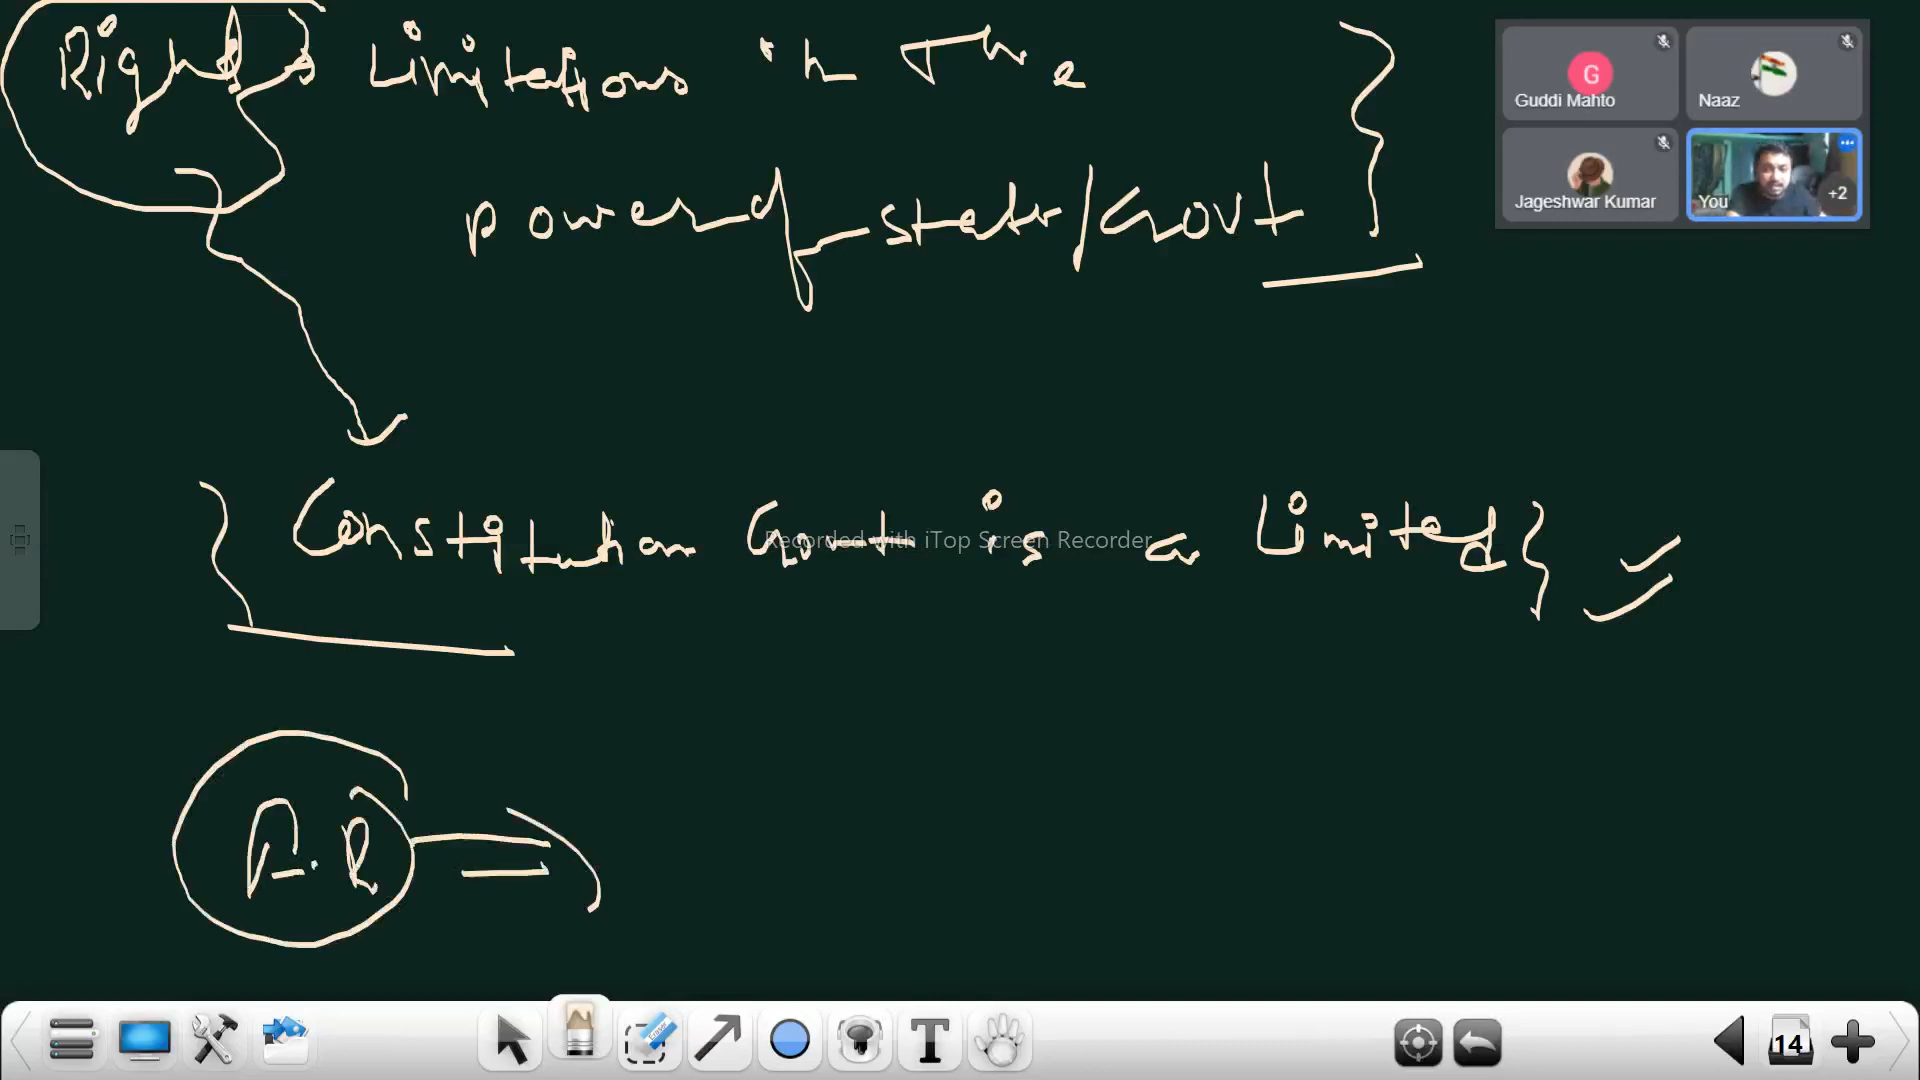 Rights Limitations in The
G
Guddi Mahto
Naaz
power of state/Govt
Jageshwar Kumar
You
+2
Constitution Govt is a Limited
Recorded with iTop Screen Recorder
F.R
Eraser
T
14